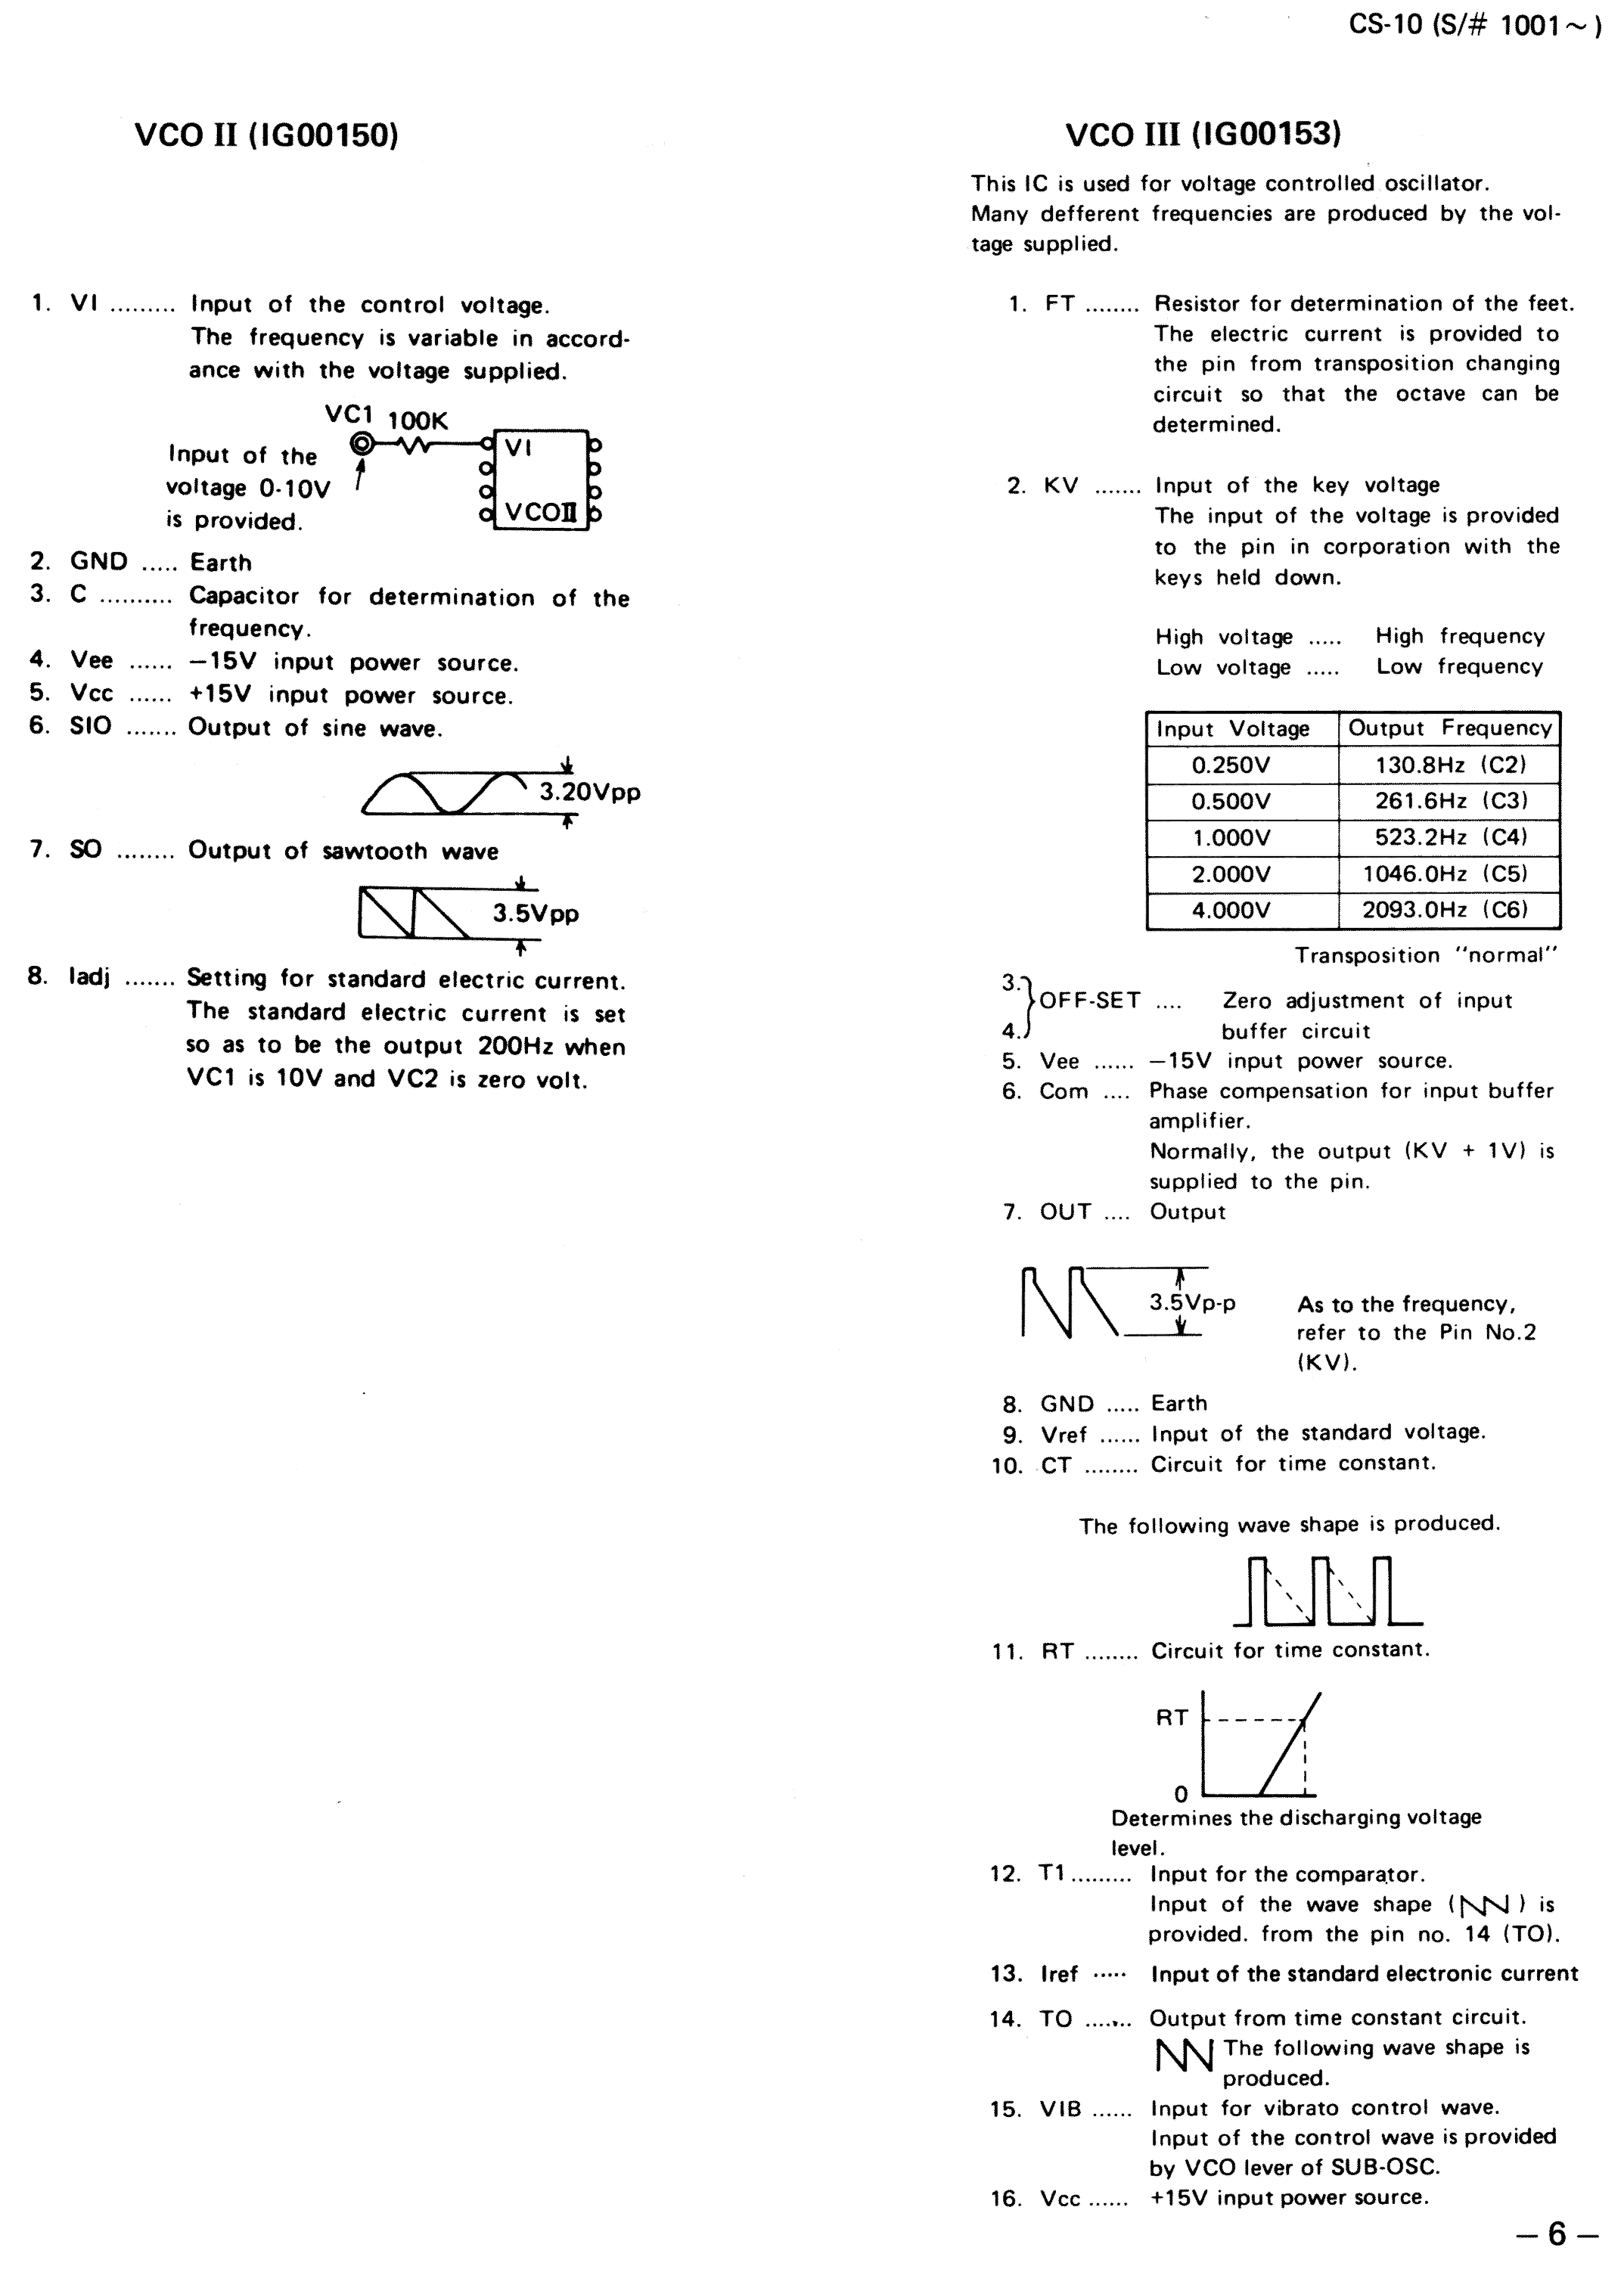 CS-10 (S/# 1001～)
VCO II (IG00150)
1. VI ......... Input of the control voltage.
The frequency is variable in accord-
ance with the voltage supplied.
VC1 100K
Input of the
voltage 0-10V
is provided.
VI
VCOII
2. GND ..... Earth
3. C .......... Capacitor for determination of the
frequency.
4. Vee ...... −15V input power source.
5. Vcc ...... +15V input power source.
6. SIO ....... Output of sine wave.
3.20Vpp
7. SO ........ Output of sawtooth wave
3.5Vpp
8. Iadj ....... Setting for standard electric current.
The standard electric current is set
so as to be the output 200Hz when
VC1 is 10V and VC2 is zero volt.
VCO III (IG00153)
This IC is used for voltage controlled oscillator.
Many defferent frequencies are produced by the vol-
tage supplied.
1. FT ........ Resistor for determination of the feet.
The electric current is provided to
the pin from transposition changing
circuit so that the octave can be
determined.
2. KV ....... Input of the key voltage
The input of the voltage is provided
to the pin in corporation with the
keys held down.
High voltage ..... High frequency
Low voltage ..... Low frequency
Input Voltage Output Frequency
0.250V 130.8Hz (C2)
0.500V 261.6Hz (C3)
1.000V 523.2Hz (C4)
2.000V 1046.0Hz (C5)
4.000V 2093.0Hz (C6)
Transposition "normal"
3.
OFF-SET .... Zero adjustment of input
4. buffer circuit
5. Vee ...... −15V input power source.
6. Com .... Phase compensation for input buffer
amplifier.
Normally, the output (KV + 1V) is
supplied to the pin.
7. OUT .... Output
3.5Vp-p
As to the frequency,
refer to the Pin No.2
(KV).
8. GND ..... Earth
9. Vref ...... Input of the standard voltage.
10. CT ........ Circuit for time constant.
The following wave shape is produced.
11. RT ........ Circuit for time constant.
RT
0
Determines the discharging voltage
level.
12. T1 ......... Input for the comparator.
Input of the wave shape ( ) is
provided. from the pin no. 14 (TO).
13. Iref ..... Input of the standard electronic current
14. TO ....... Output from time constant circuit.
The following wave shape is
produced.
15. VIB ...... Input for vibrato control wave.
Input of the control wave is provided
by VCO lever of SUB-OSC.
16. Vcc ...... +15V input power source.
— 6 —